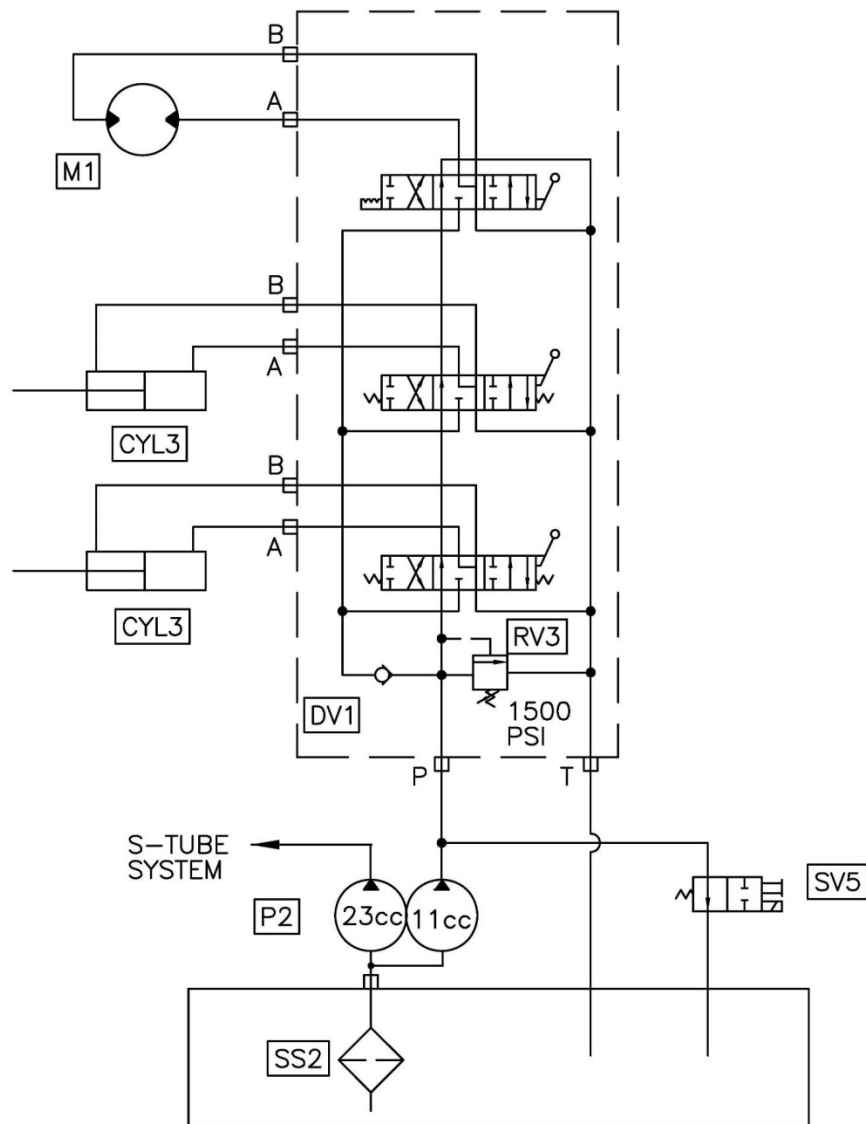 B
A
M1
B
A
CYL3
B
A
CYL3
RV3
DV1
1500
PSI
P
T
S-TUBE
SYSTEM
P2
23cc
11cc
SV5
SS2